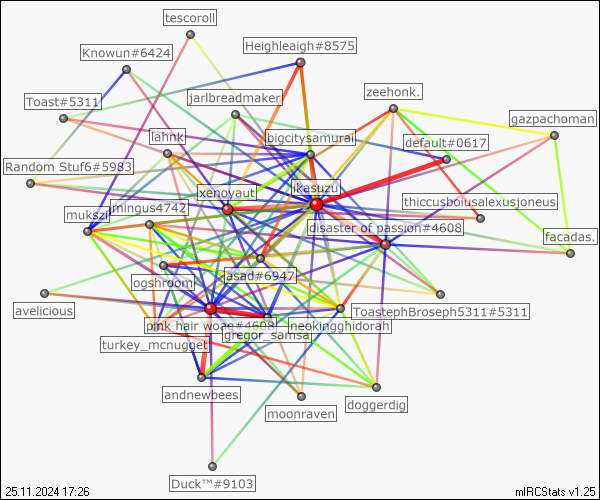 tescoroll
Knowun#6424
Heighleaigh#8575
Toast#5311
jarlbreadmaker
zeehonk.
gazpachoman
lahnk
bigcitysamurai
default#0617
Random Stuf6#5983
xenoyaut
ikasuzu
thiccusboiusalexusjoneus
mukszi
mingus4742
disaster of passion#4608
facadas.
ogshroom
asad#6947
avelicious
ToastephBroseph5311#5311
pink hair woag#4608
neokingghidorah
gregor_samsa
turkey_mcnugget
andnewbees
moonraven
doggerdig
Duck™#9103
25.11.2024 17:26
mIRCStats v1.25